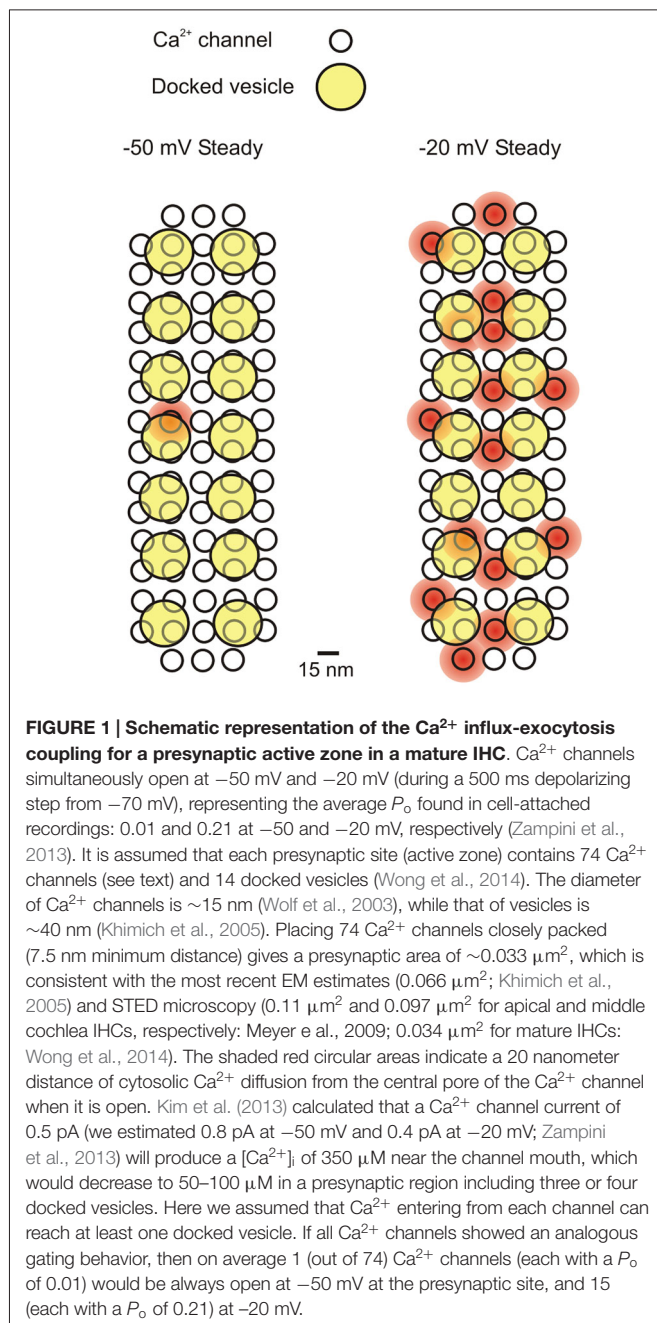 Ca²⁺ channel
Docked vesicle
-50 mV Steady
-20 mV Steady
15 nm
FIGURE 1 | Schematic representation of the Ca²⁺ influx-exocytosis
coupling for a presynaptic active zone in a mature IHC. Ca²⁺ channels
simultaneously open at −50 mV and −20 mV (during a 500 ms depolarizing
step from −70 mV), representing the average Pₒ found in cell-attached
recordings: 0.01 and 0.21 at −50 and −20 mV, respectively (Zampini et al.,
2013). It is assumed that each presynaptic site (active zone) contains 74 Ca²⁺
channels (see text) and 14 docked vesicles (Wong et al., 2014). The diameter
of Ca²⁺ channels is ∼15 nm (Wolf et al., 2003), while that of vesicles is
∼40 nm (Khimich et al., 2005). Placing 74 Ca²⁺ channels closely packed
(7.5 nm minimum distance) gives a presynaptic area of ∼0.033 μm², which is
consistent with the most recent EM estimates (0.066 μm²; Khimich et al.,
2005) and STED microscopy (0.11 μm² and 0.097 μm² for apical and middle
cochlea IHCs, respectively: Meyer e al., 2009; 0.034 μm² for mature IHCs:
Wong et al., 2014). The shaded red circular areas indicate a 20 nanometer
distance of cytosolic Ca²⁺ diffusion from the central pore of the Ca²⁺ channel
when it is open. Kim et al. (2013) calculated that a Ca²⁺ channel current of
0.5 pA (we estimated 0.8 pA at −50 mV and 0.4 pA at −20 mV; Zampini
et al., 2013) will produce a [Ca²⁺]ᵢ of 350 μM near the channel mouth, which
would decrease to 50–100 μM in a presynaptic region including three or four
docked vesicles. Here we assumed that Ca²⁺ entering from each channel can
reach at least one docked vesicle. If all Ca²⁺ channels showed an analogous
gating behavior, then on average 1 (out of 74) Ca²⁺ channels (each with a Pₒ
of 0.01) would be always open at −50 mV at the presynaptic site, and 15
(each with a Pₒ of 0.21) at –20 mV.